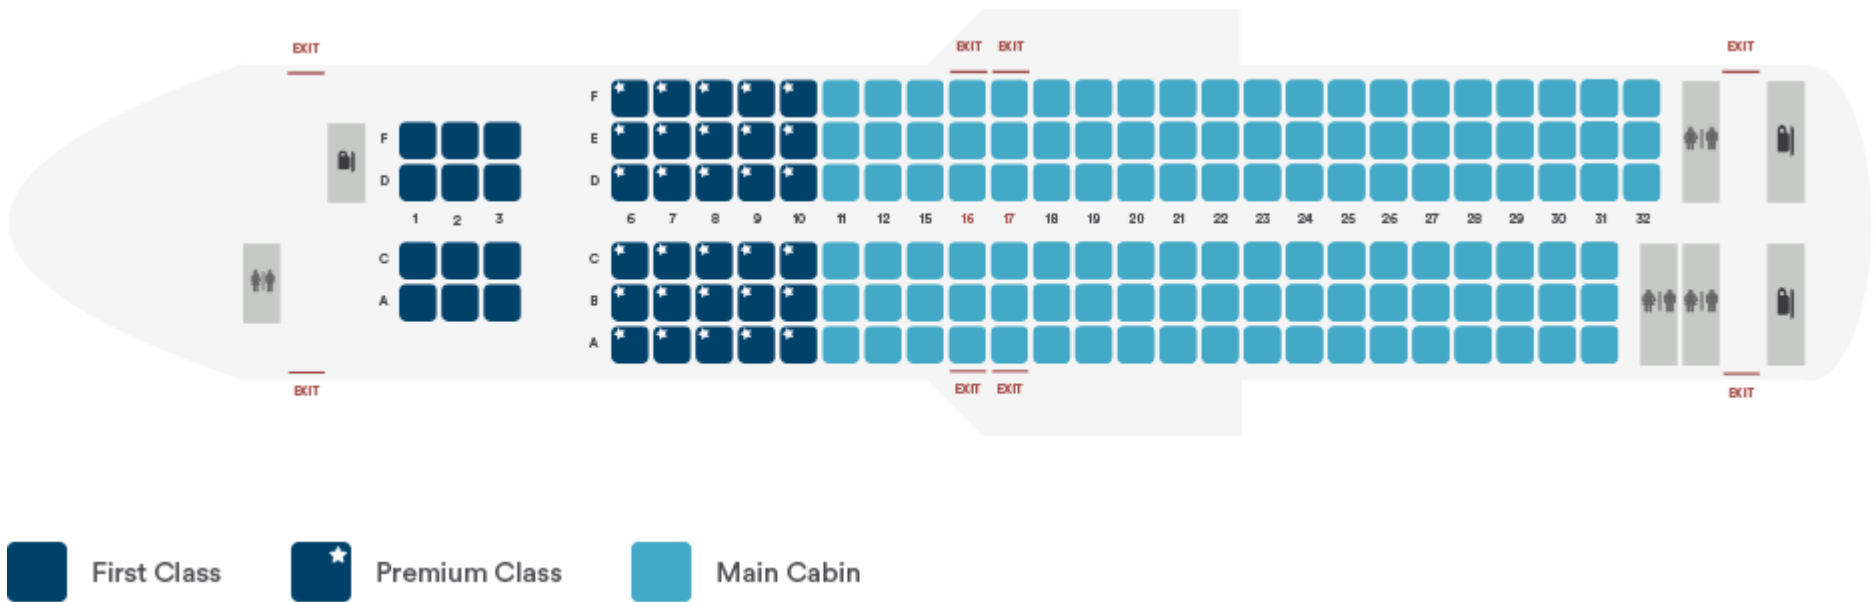 EXIT EXIT EXIT EXIT
F
F E
D D
1 2 3 6 7 8 9 10 11 12 15 16 17 18 19 20 21 22 23 24 25 26 27 28 29 30 31 32
C C
A B
A
EXIT EXIT EXIT EXIT
First Class Premium Class Main Cabin